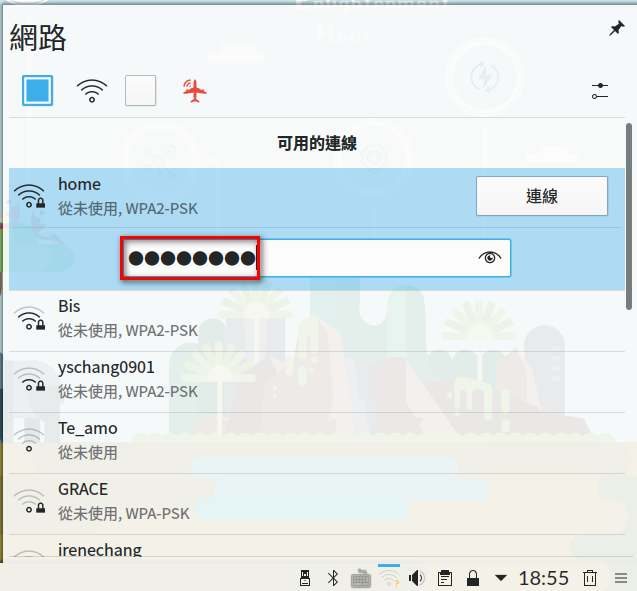 Enlightenment
Root
網路
可用的連線
home
從未使用, WPA2-PSK
連線
●●●●●●●●
Bis
從未使用, WPA2-PSK
yschang0901
從未使用, WPA2-PSK
Te_amo
從未使用
GRACE
從未使用, WPA-PSK
irenechang
18:55